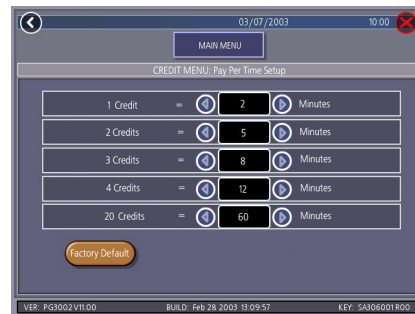 03/07/2003 10:00
MAIN MENU
CREDIT MENU: Pay Per Time Setup
1 Credit = 2 Minutes
2 Credits = 5 Minutes
3 Credits = 8 Minutes
4 Credits = 12 Minutes
20 Credits = 60 Minutes
Factory Default
VER: PG3002V11.00 BUILD: Feb 28 2003 13:09:57 KEY: SA306001R00